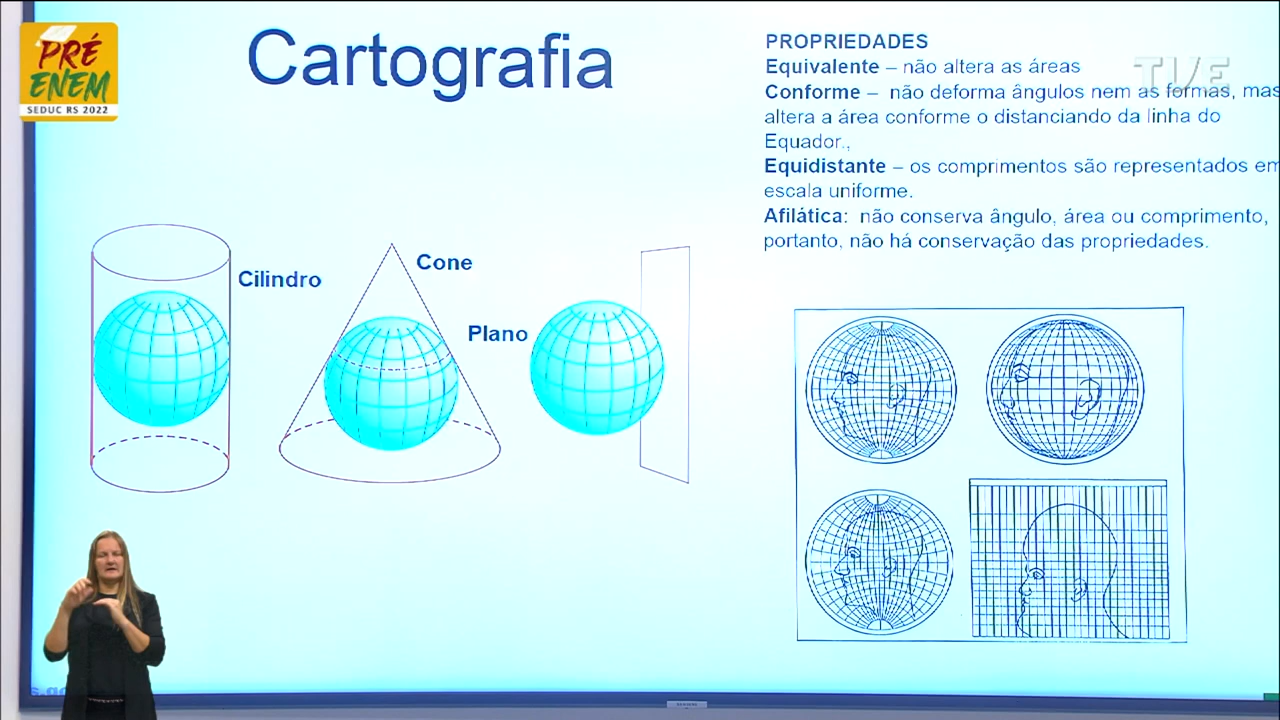 PRÉ
ENEM
SEDUC RS 2022
Cartografia
TVE
PROPRIEDADES
Equivalente – não altera as áreas
Conforme – não deforma ângulos nem as formas, mas
altera a área conforme o distanciando da linha do
Equador.,
Equidistante – os comprimentos são representados em
escala uniforme.
Afilática: não conserva ângulo, área ou comprimento,
portanto, não há conservação das propriedades.
Cilindro
Cone
Plano